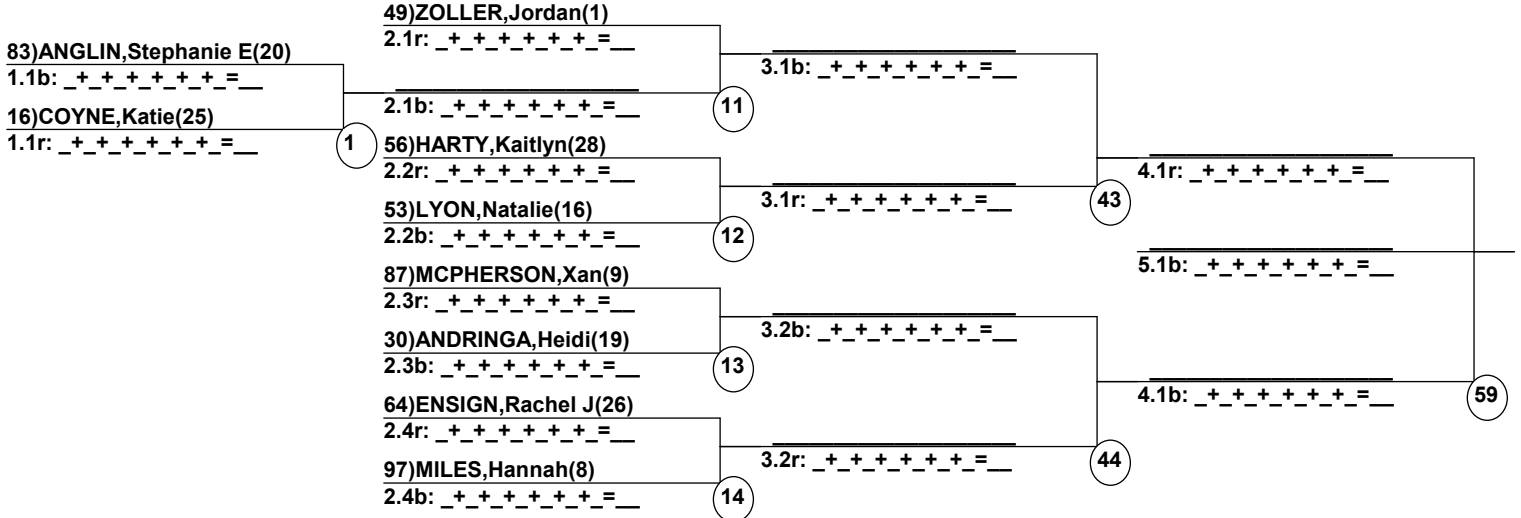 83)ANGLIN,Stephanie E(20)
1.1b: _+_+_+_+_+_=__
16)COYNE,Katie(25)
1.1r: _+_+_+_+_+_=__
1
49)ZOLLER,Jordan(1)
2.1r: _+_+_+_+_+_=__
2.1b: _+_+_+_+_+_=__
11
56)HARTY,Kaitlyn(28)
2.2r: _+_+_+_+_+_=__
53)LYON,Natalie(16)
2.2b: _+_+_+_+_+_=__
12
87)MCPHERSON,Xan(9)
2.3r: _+_+_+_+_+_=__
30)ANDRINGA,Heidi(19)
2.3b: _+_+_+_+_+_=__
13
64)ENSIGN,Rachel J(26)
2.4r: _+_+_+_+_+_=__
97)MILES,Hannah(8)
2.4b: _+_+_+_+_+_=__
14
3.1b: _+_+_+_+_+_=__
3.1r: _+_+_+_+_+_=__
43
3.2b: _+_+_+_+_+_=__
3.2r: _+_+_+_+_+_=__
44
4.1r: _+_+_+_+_+_=__
5.1b: _+_+_+_+_+_=__
4.1b: _+_+_+_+_+_=__
59